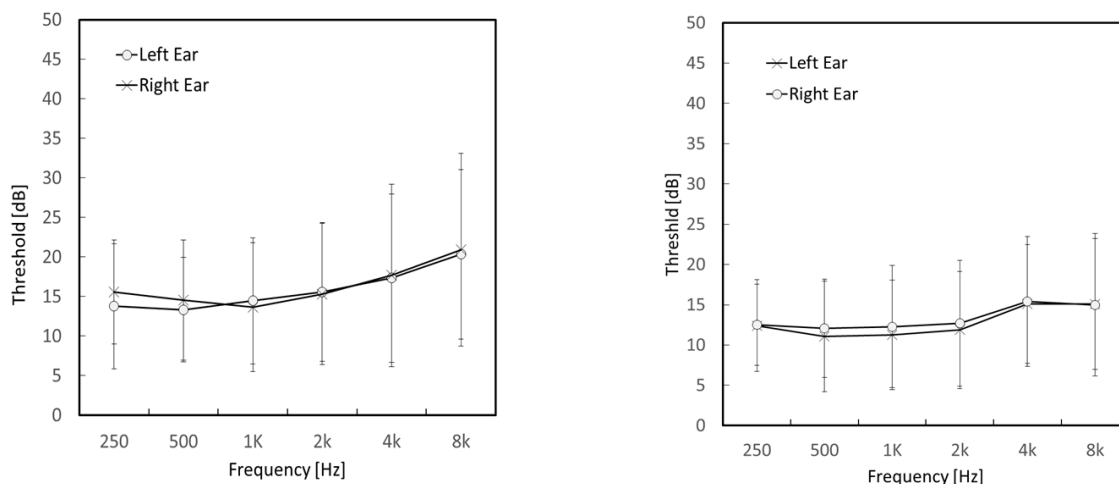 50
45
40
35
30
25
20
15
10
5
0
Threshold [dB]
Left Ear
Right Ear
250 500 1K 2k 4k 8k
Frequency [Hz]
50
45
40
35
30
25
20
15
10
5
0
Threshld [dB]
Left Ear
Right Ear
250 500 1K 2k 4k 8k
Frequency [Hz]